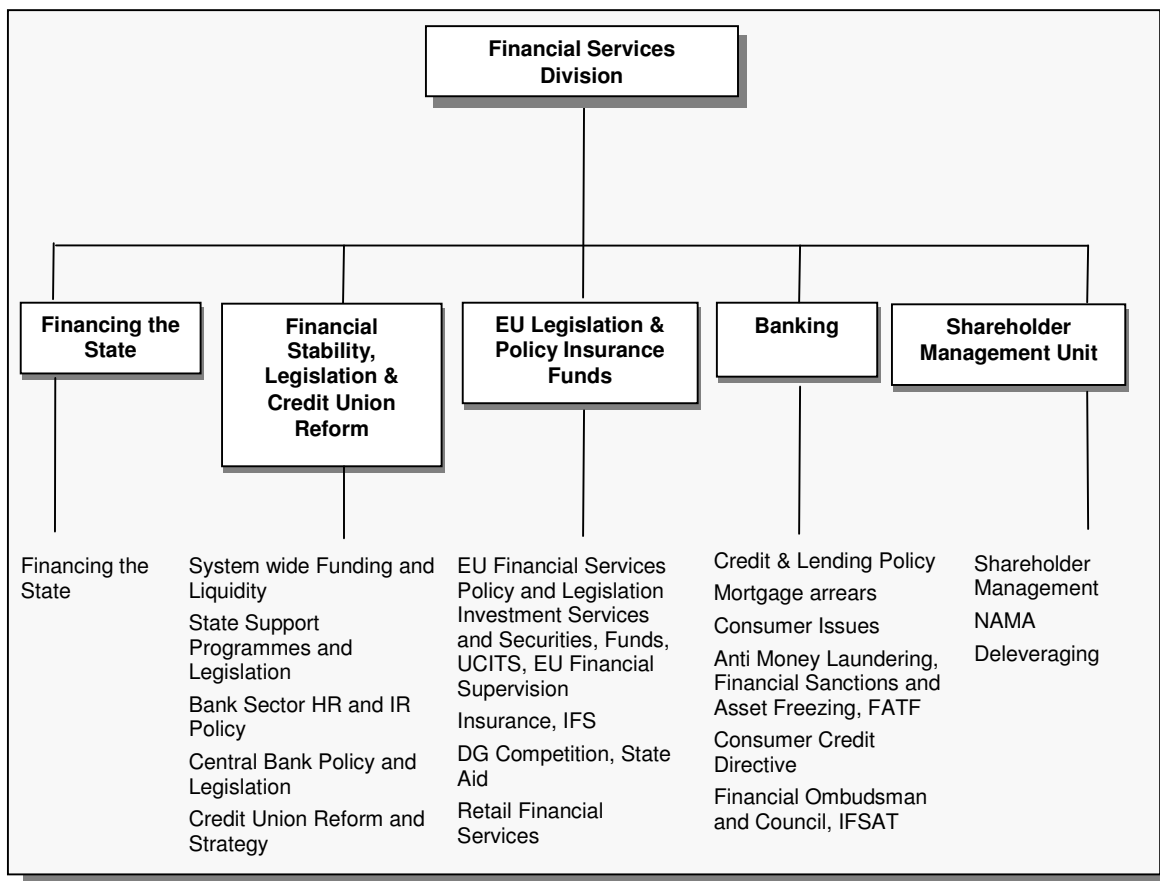 Financial Services
Division
Financing the
State
Financial
Stability,
Legislation &
Credit Union
Reform
EU Legislation &
Policy Insurance
Funds
Banking
Shareholder
Management Unit
Financing the
State
System wide Funding and
Liquidity
State Support
Programmes and
Legislation
Bank Sector HR and IR
Policy
Central Bank Policy and
Legislation
Credit Union Reform and
Strategy
EU Financial Services
Policy and Legislation
Investment Services
and Securities, Funds,
UCITS, EU Financial
Supervision
Insurance, IFS
DG Competition, State
Aid
Retail Financial
Services
Credit & Lending Policy
Mortgage arrears
Consumer Issues
Anti Money Laundering,
Financial Sanctions and
Asset Freezing, FATF
Consumer Credit
Directive
Financial Ombudsman
and Council, IFSAT
Shareholder
Management
NAMA
Deleveraging